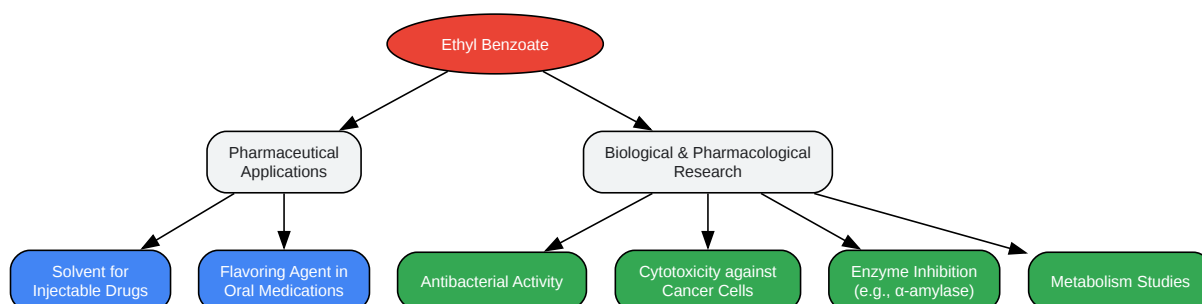 Ethyl Benzoate
Pharmaceutical
Applications
Biological & Pharmacological
Research
Solvent for
Injectable Drugs
Flavoring Agent in
Oral Medications
Antibacterial Activity
Cytotoxicity against
Cancer Cells
Enzyme Inhibition
(e.g., α-amylase)
Metabolism Studies